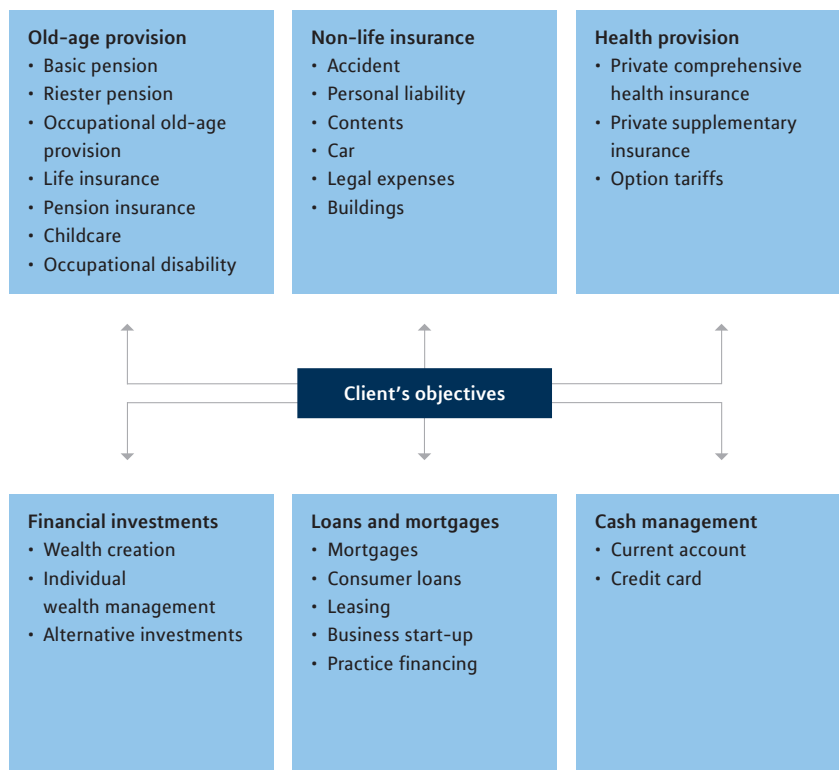 Old-age provision
• Basic pension
• Riester pension
• Occupational old-age
provision
• Life insurance
• Pension insurance
• Childcare
• Occupational disability
Non-life insurance
• Accident
• Personal liability
• Contents
• Car
• Legal expenses
• Buildings
Health provision
• Private comprehensive
health insurance
• Private supplementary
insurance
• Option tariffs
Client’s objectives
Financial investments
• Wealth creation
• Individual
wealth management
• Alternative investments
Loans and mortgages
• Mortgages
• Consumer loans
• Leasing
• Business start-up
• Practice financing
Cash management
• Current account
• Credit card